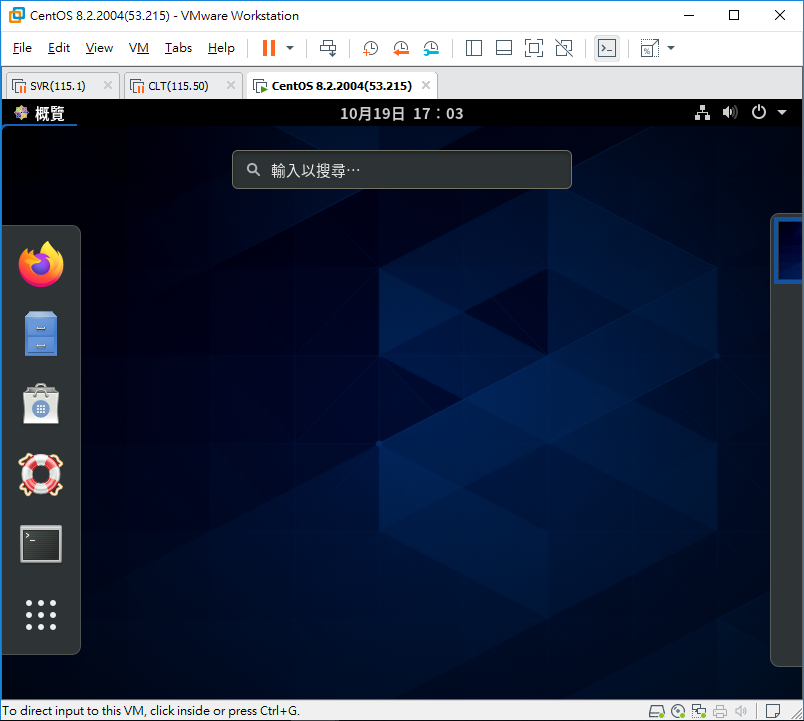 CentOS 8.2.2004(53.215) - VMware Workstation
File Edit View VM Tabs Help
SVR(115.1) CLT(115.50) CentOS 8.2.2004(53.215)
概覽 10月19日 17：03
輸入以搜尋⋯
To direct input to this VM, click inside or press Ctrl+G.